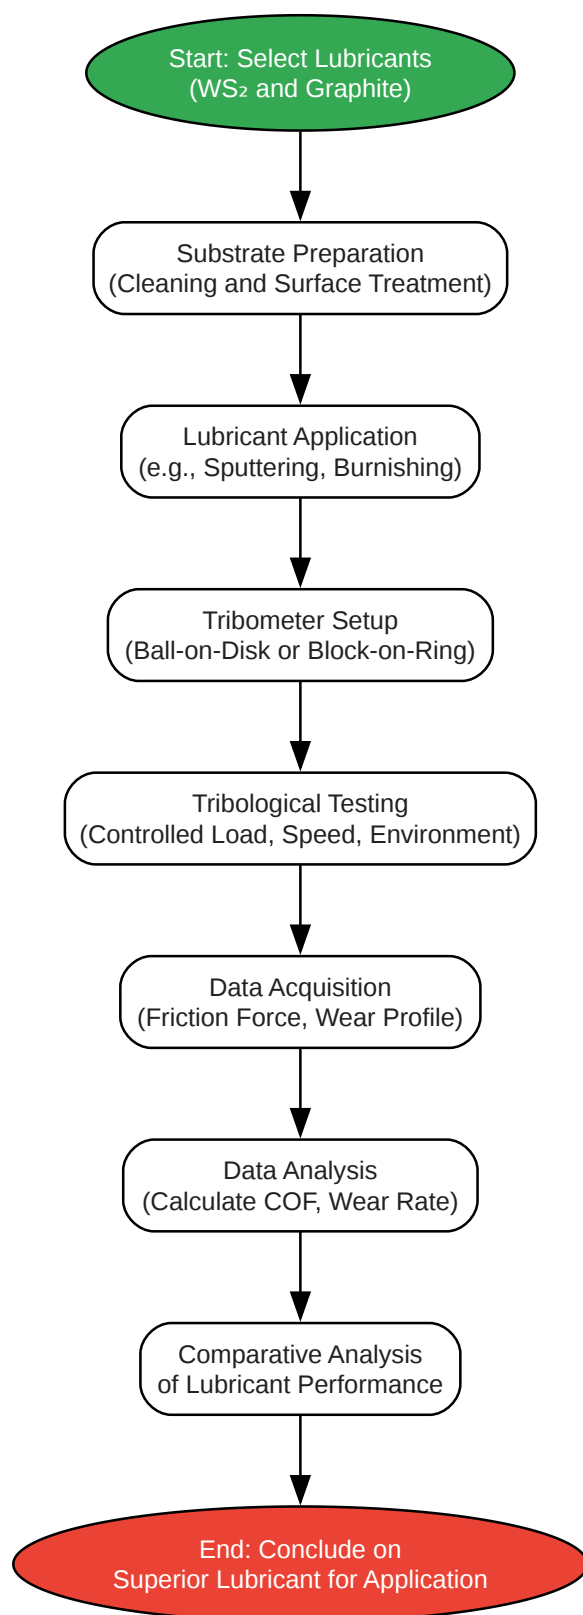 Start: Select Lubricants
(WS₂ and Graphite)
Substrate Preparation
(Cleaning and Surface Treatment)
Lubricant Application
(e.g., Sputtering, Burnishing)
Tribometer Setup
(Ball-on-Disk or Block-on-Ring)
Tribological Testing
(Controlled Load, Speed, Environment)
Data Acquisition
(Friction Force, Wear Profile)
Data Analysis
(Calculate COF, Wear Rate)
Comparative Analysis
of Lubricant Performance
End: Conclude on
Superior Lubricant for Application